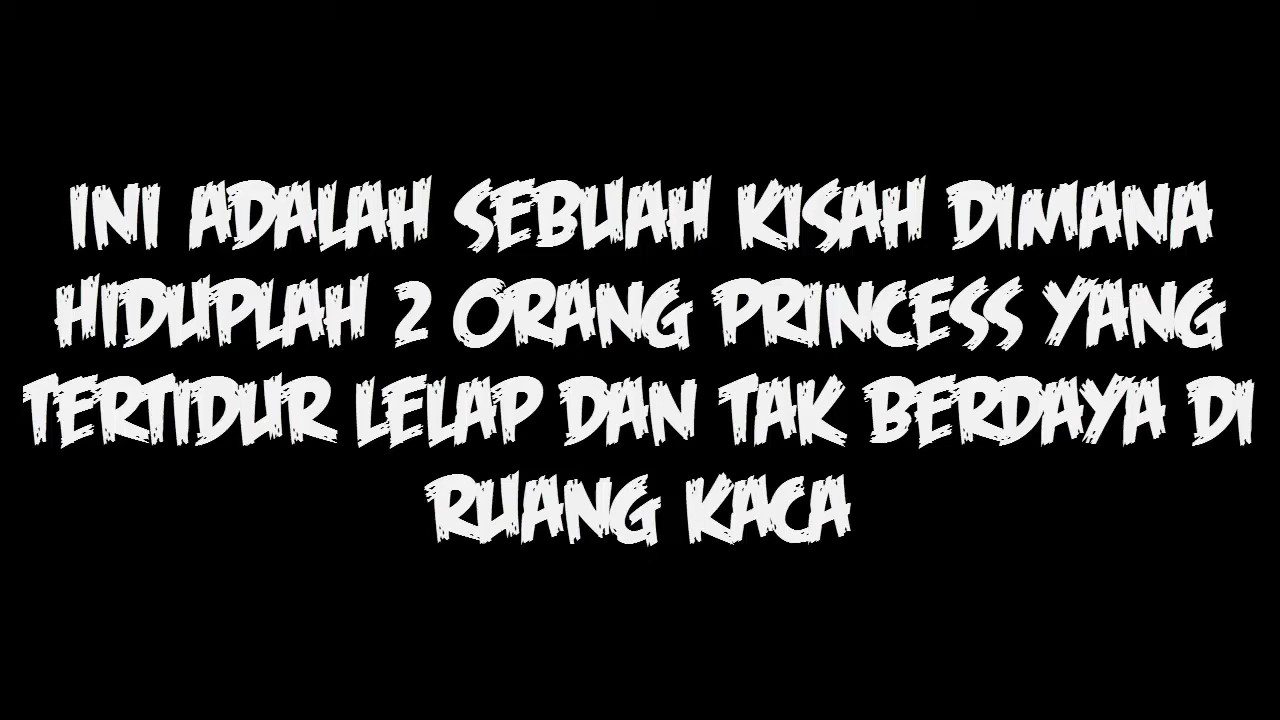 INI ADALAH SEBUAH KISAH DIMANA
HIDUPLAH 2 ORANG PRINCESS YANG
TERTIDUR LELAP DAN TAK BERDAYA DI
RUANG KACA